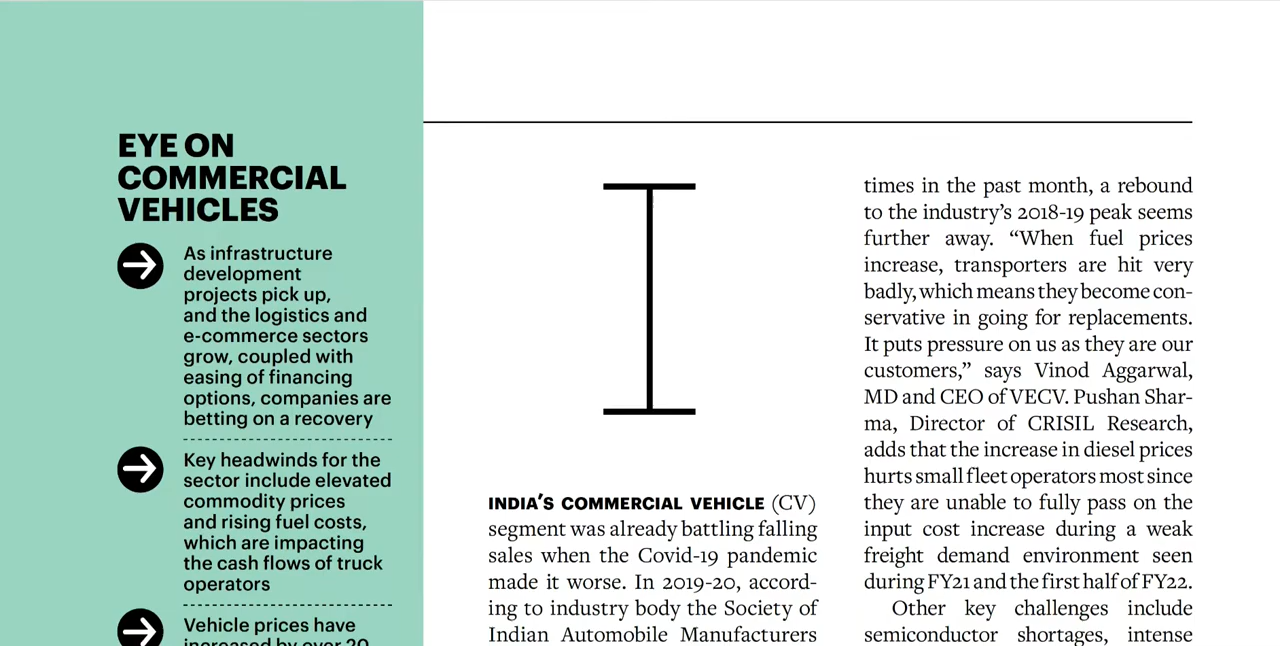 EYE ON
COMMERCIAL
VEHICLES
As infrastructure
development
projects pick up,
and the logistics and
e-commerce sectors
grow, coupled with
easing of financing
options, companies are
betting on a recovery
Key headwinds for the
sector include elevated
commodity prices
and rising fuel costs,
which are impacting
the cash flows of truck
operators
Vehicle prices have
increased by over 20
I
INDIA’S COMMERCIAL VEHICLE (CV)
segment was already battling falling
sales when the Covid-19 pandemic
made it worse. In 2019-20, accord-
ing to industry body the Society of
Indian Automobile Manufacturers
times in the past month, a rebound
to the industry’s 2018-19 peak seems
further away. “When fuel prices
increase, transporters are hit very
badly, which means they become con-
servative in going for replacements.
It puts pressure on us as they are our
customers,” says Vinod Aggarwal,
MD and CEO of VECV. Pushan Shar-
ma, Director of CRISIL Research,
adds that the increase in diesel prices
hurts small fleet operators most since
they are unable to fully pass on the
input cost increase during a weak
freight demand environment seen
during FY21 and the first half of FY22.
Other key challenges include
semiconductor shortages, intense